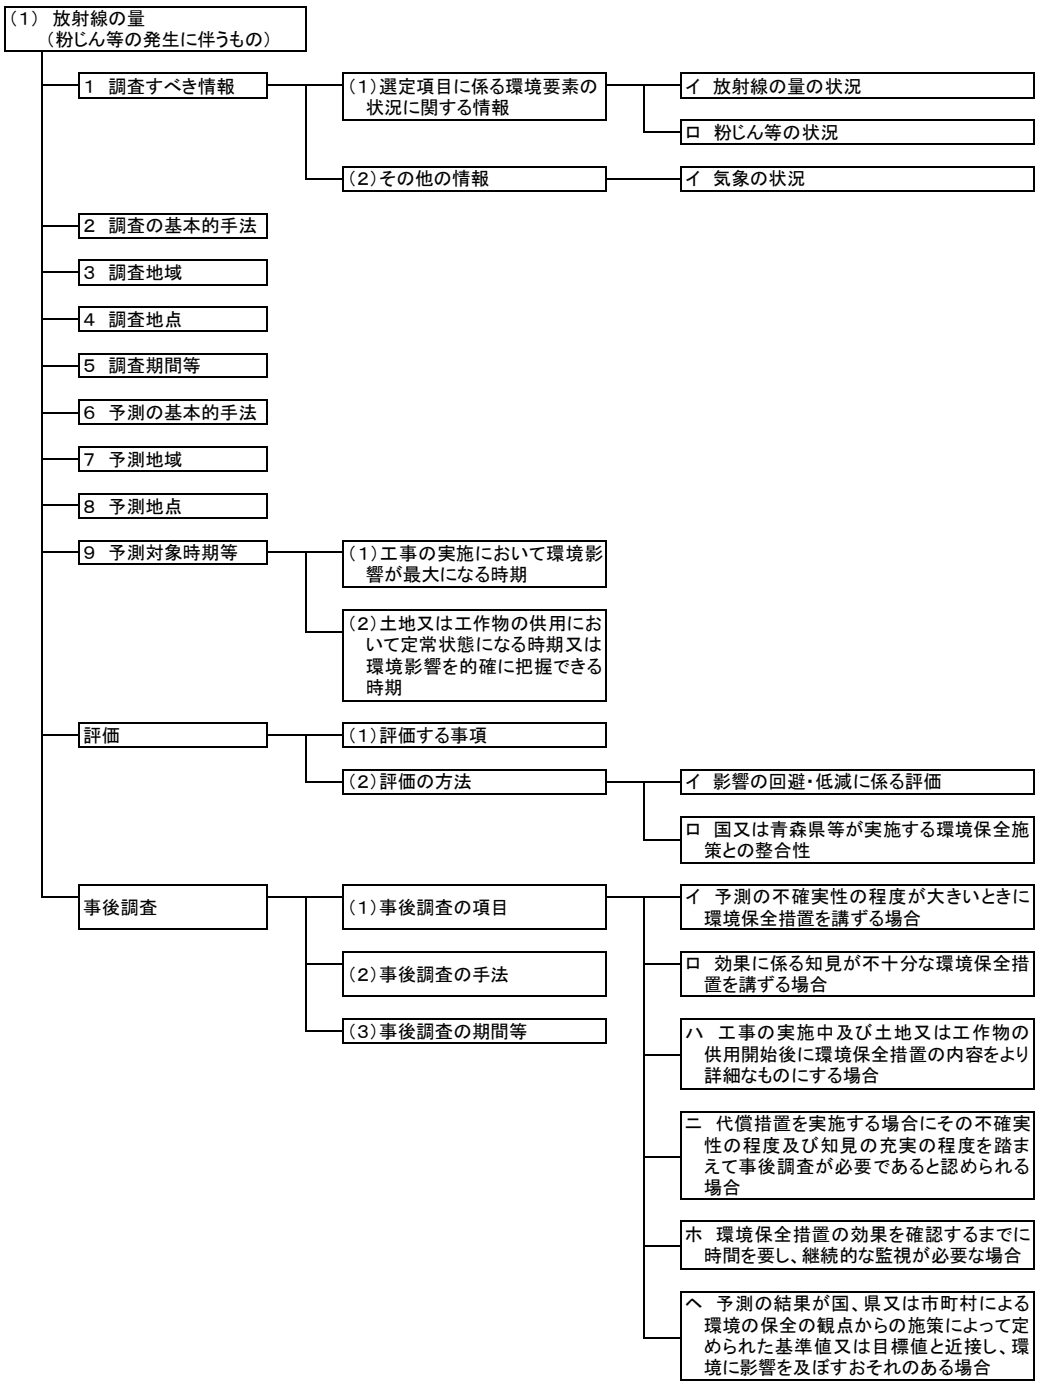 (1) 放射線の量
(粉じん等の発生に伴うもの)
1 調査すべき情報
(1)選定項目に係る環境要素の
状況に関する情報
イ 放射線の量の状況
ロ 粉じん等の状況
(2)その他の情報
イ 気象の状況
2 調査の基本的手法
3 調査地域
4 調査地点
5 調査期間等
6 予測の基本的手法
7 予測地域
8 予測地点
9 予測対象時期等
(1)工事の実施において環境影
響が最大になる時期
(2)土地又は工作物の供用にお
いて定常状態になる時期又は
環境影響を的確に把握できる
時期
評価
(1)評価する事項
(2)評価の方法
イ 影響の回避・低減に係る評価
ロ 国又は青森県等が実施する環境保全施
策との整合性
事後調査
(1)事後調査の項目
イ 予測の不確実性の程度が大きいときに
環境保全措置を講ずる場合
ロ 効果に係る知見が不十分な環境保全措
置を講ずる場合
ハ 工事の実施中及び土地又は工作物の
供用開始後に環境保全措置の内容をより
詳細なものにする場合
ニ 代償措置を実施する場合にその不確実
性の程度及び知見の充実の程度を踏ま
えて事後調査が必要であると認められる
場合
ホ 環境保全措置の効果を確認するまでに
時間を要し、継続的な監視が必要な場合
ヘ 予測の結果が国、県又は市町村による
環境の保全の観点からの施策によって定
められた基準値又は目標値と近接し、環
境に影響を及ぼすおそれのある場合
(2)事後調査の手法
(3)事後調査の期間等